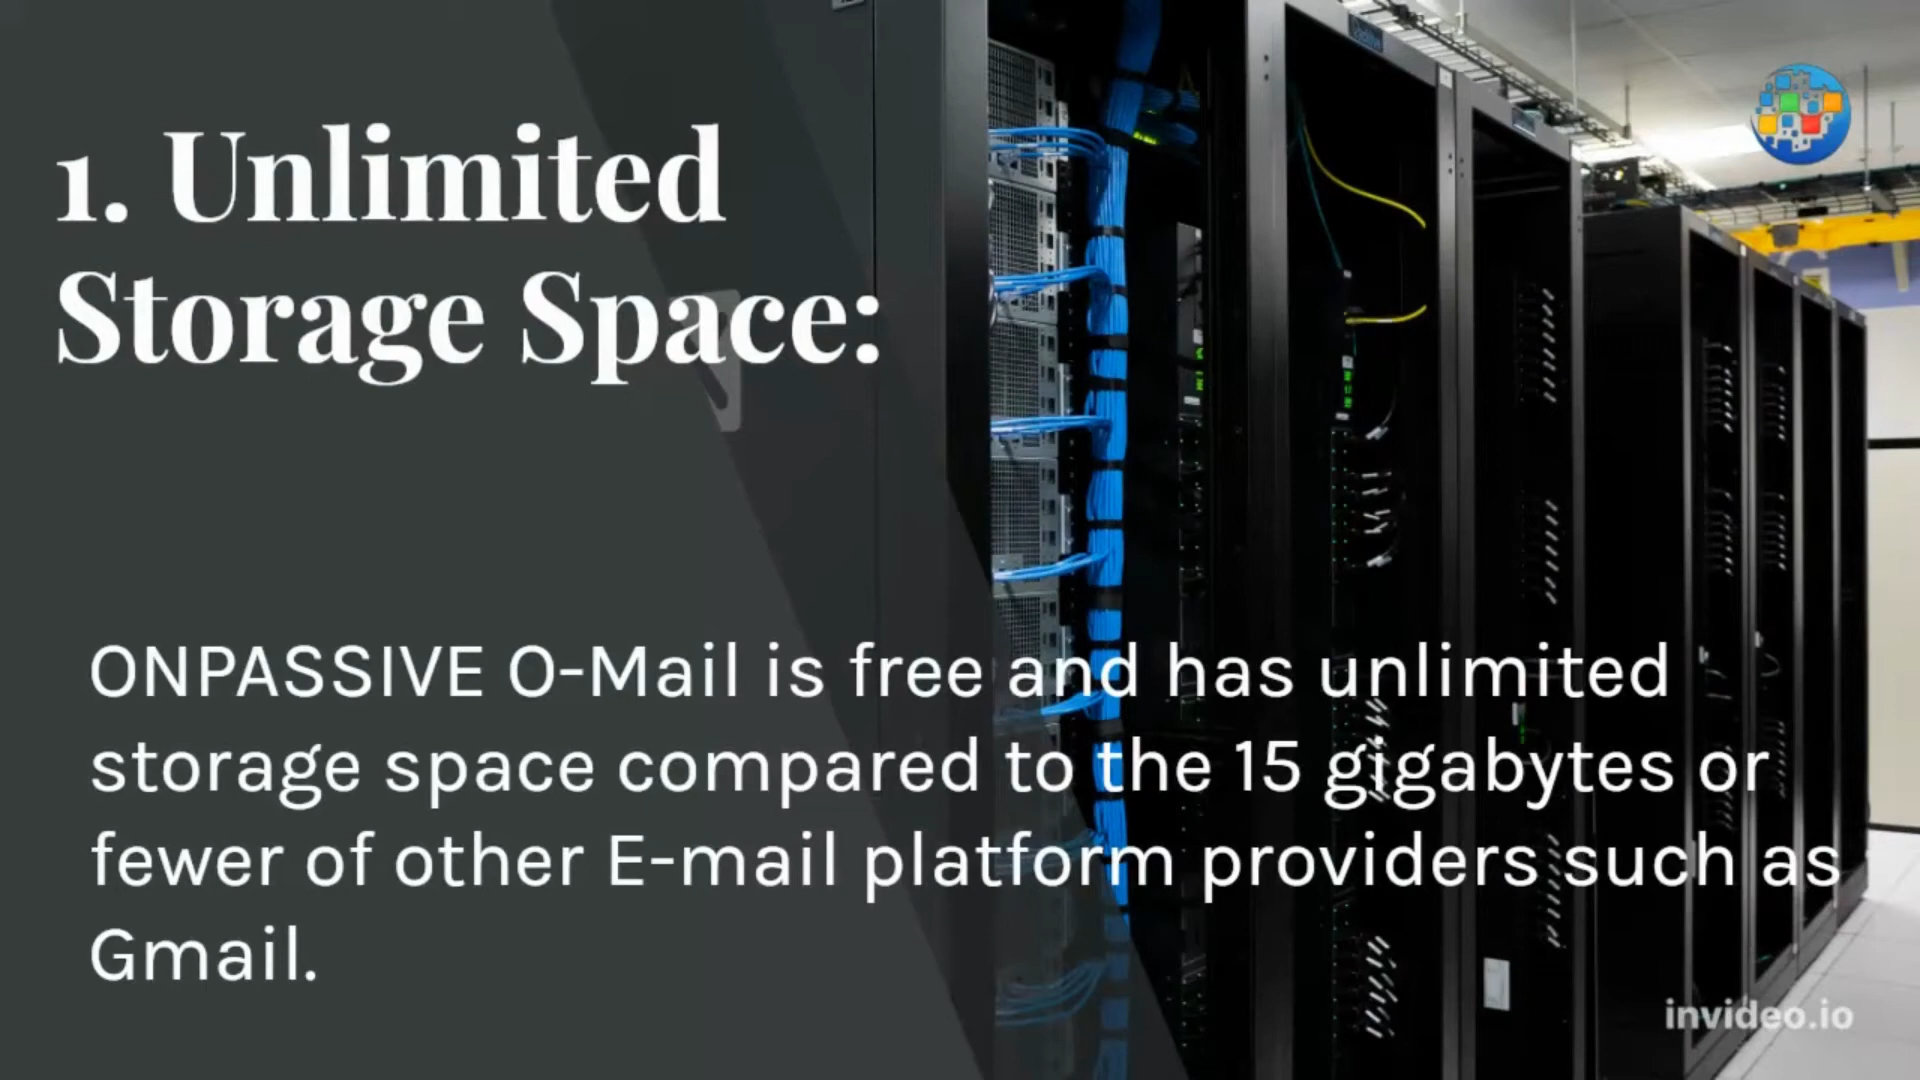 1. Unlimited
Storage Space:
ONPASSIVE O-Mail is free and has unlimited
storage space compared to the 15 gigabytes or
fewer of other E-mail platform providers such as
Gmail.
invideo.io